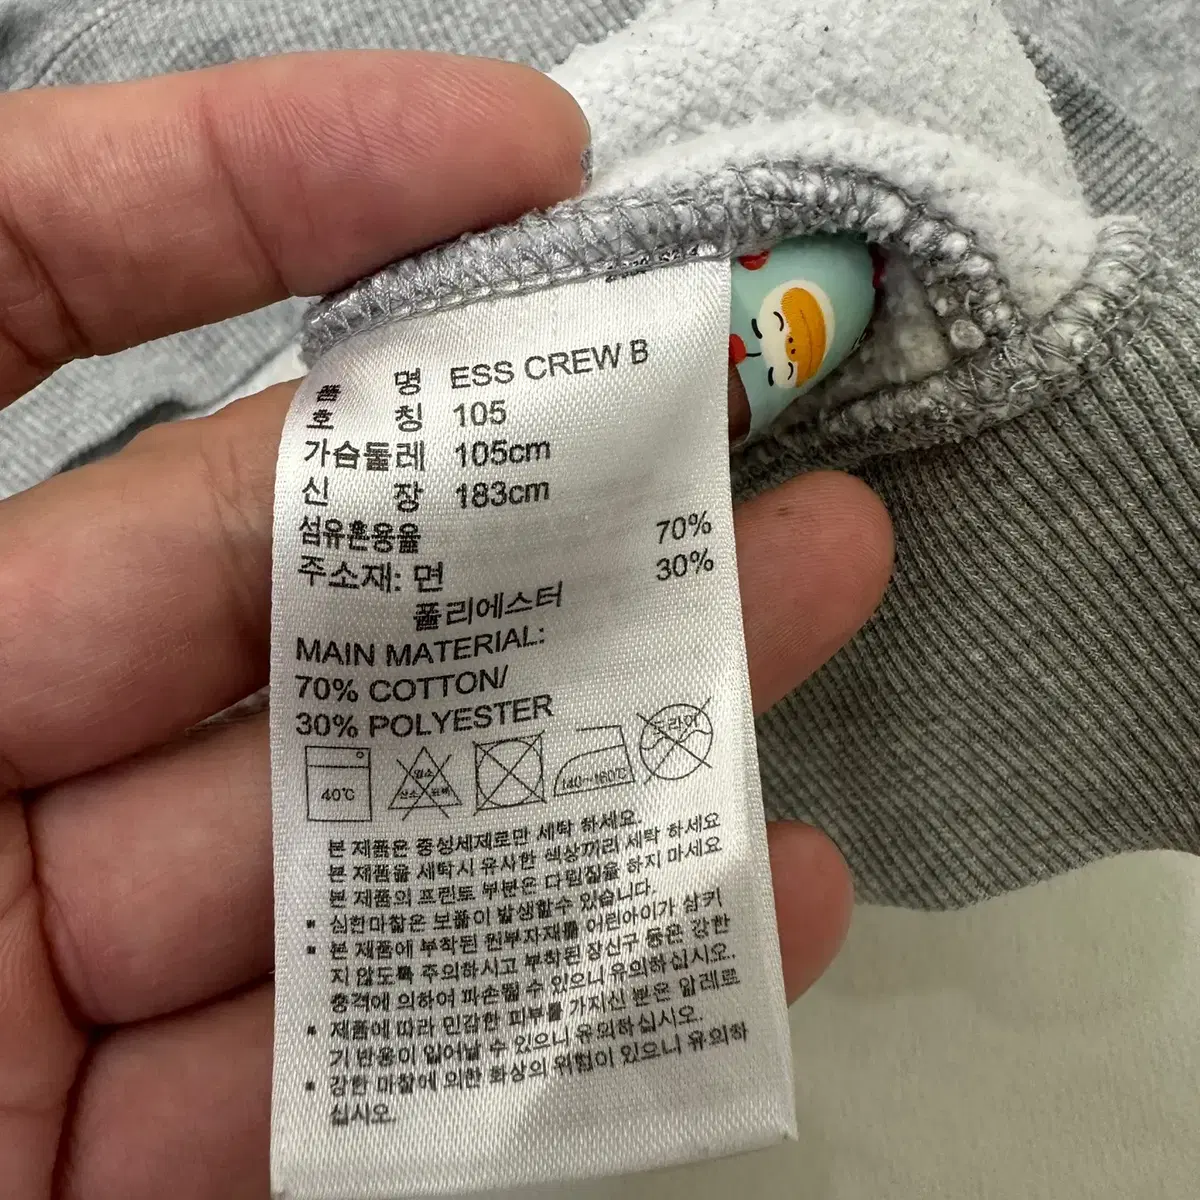 품 명 ESS CREW B
호 칭 105
가슴둘레 105cm
신 장 183cm
섬유혼용율
주소재: 면 70%
폴리에스터 30%
MAIN MATERIAL:
70% COTTON/
30% POLYESTER
40℃ 염소 산소 표백 140~160℃ 드라이
본 제품은 중성세제로만 세탁 하세요.
본 제품을 세탁시 유사한 색상끼리 세탁 하세요
본 제품의 프린트 부분은 다림질을 하지 마세요
* 심한마찰은 보풀이 발생할수 있습니다.
* 본 제품에 부착된 원부자재를 어린아이가 삼키
지 않도록 주의하시고 부착된 장신구 등은 강한
충격에 의하여 파손될 수 있으니 유의하십시오.
* 제품에 따라 민감한 피부를 가지신 분은 알레르
기 반응이 일어날 수 있으니 유의하십시오.
* 강한 마찰에 의한 화상의 위험이 있으니 유의하
십시오.